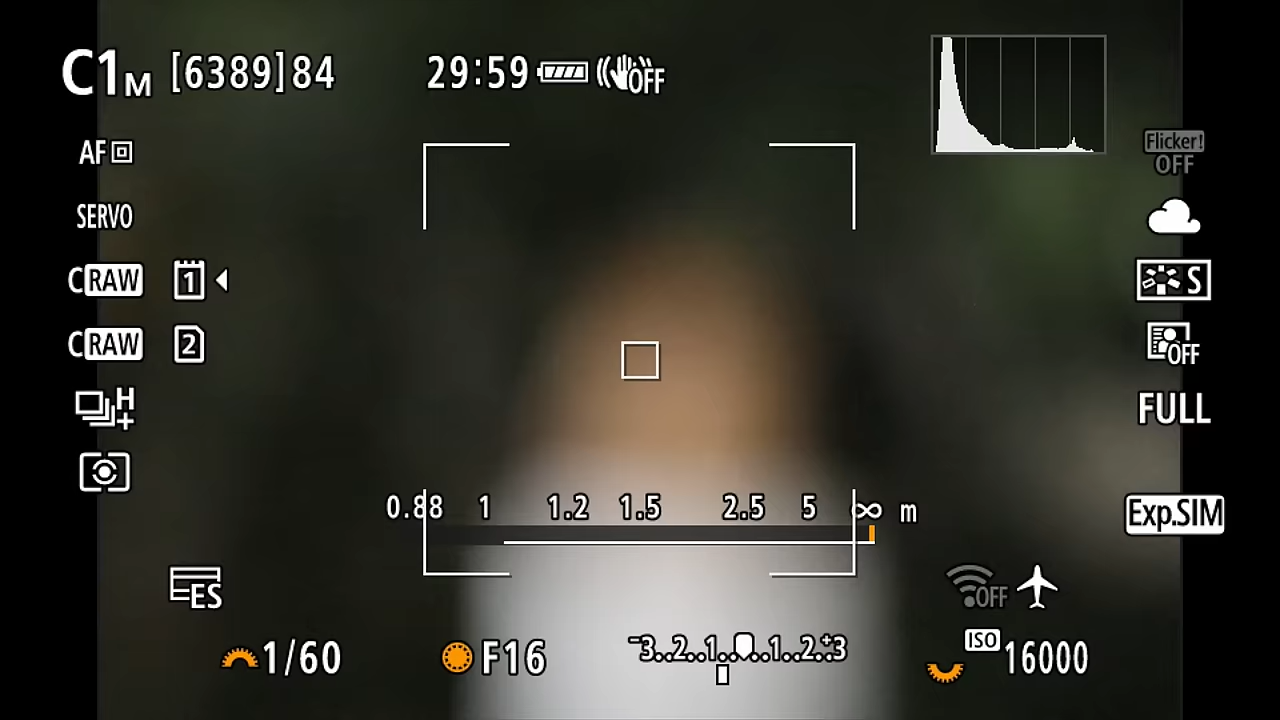 C1M [6389]84 29:59 OFF
Flicker!
OFF
AF
SERVO
CRAW 1
S
CRAW 2
OFF
H+
FULL
0.88 1 1.2 1.5 2.5 5 ∞ m
Exp.SIM
ES
OFF
1/60 F16 -3..2..1....1..2..+3 ISO 16000